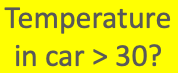 Temperature
in car > 30?